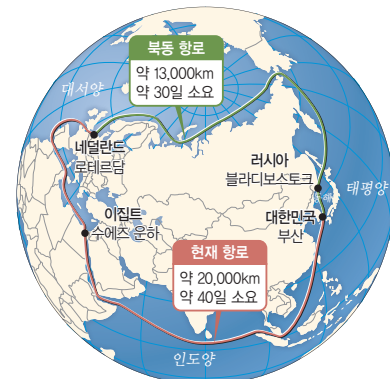 북동 항로
약 13,000km
약 30일 소요
대서양
네덜란드
로테르담
러시아
블라디보스토크
태평양
동해
대한민국
부산
이집트
수에즈 운하
현재 항로
약 20,000km
약 40일 소요
인도양